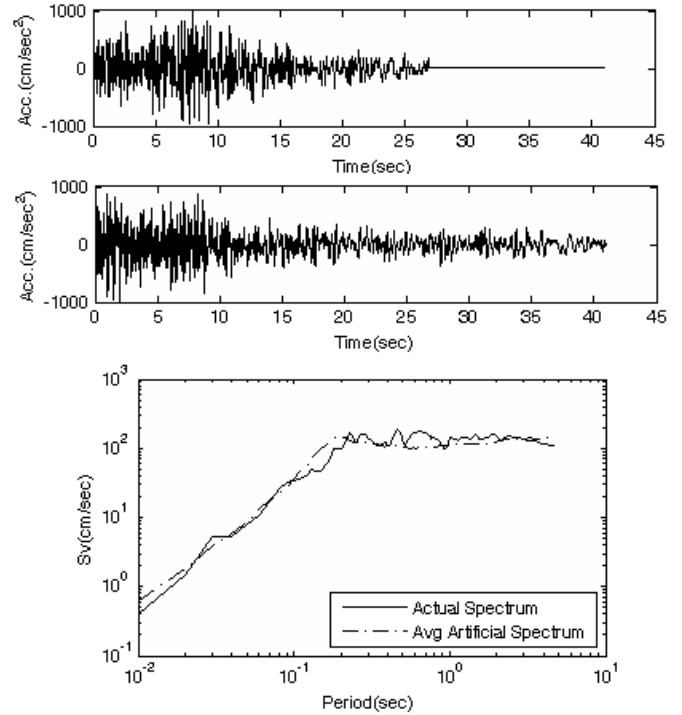 1000
0
-1000
Acc.(cm/sec²)
0 5 10 15 20 25 30 35 40 45
Time(sec)
1000
0
-1000
Acc.(cm/sec²)
0 5 10 15 20 25 30 35 40 45
Time(sec)
10³
10²
10¹
10⁰
10⁻¹
Sv(cm/sec)
Actual Spectrum
Avg Artificial Spectrum
10⁻² 10⁻¹ 10⁰ 10¹
Period(sec)